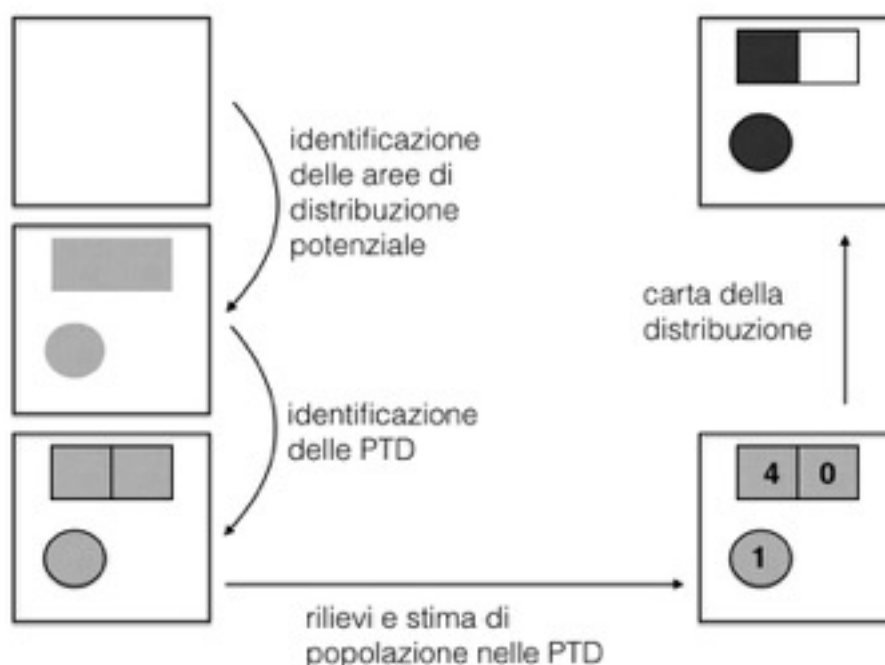 identificazione
delle aree di
distribuzione
potenziale
identificazione
delle PTD
rilievi e stima di
popolazione nelle PTD
4 0
1
carta della
distribuzione